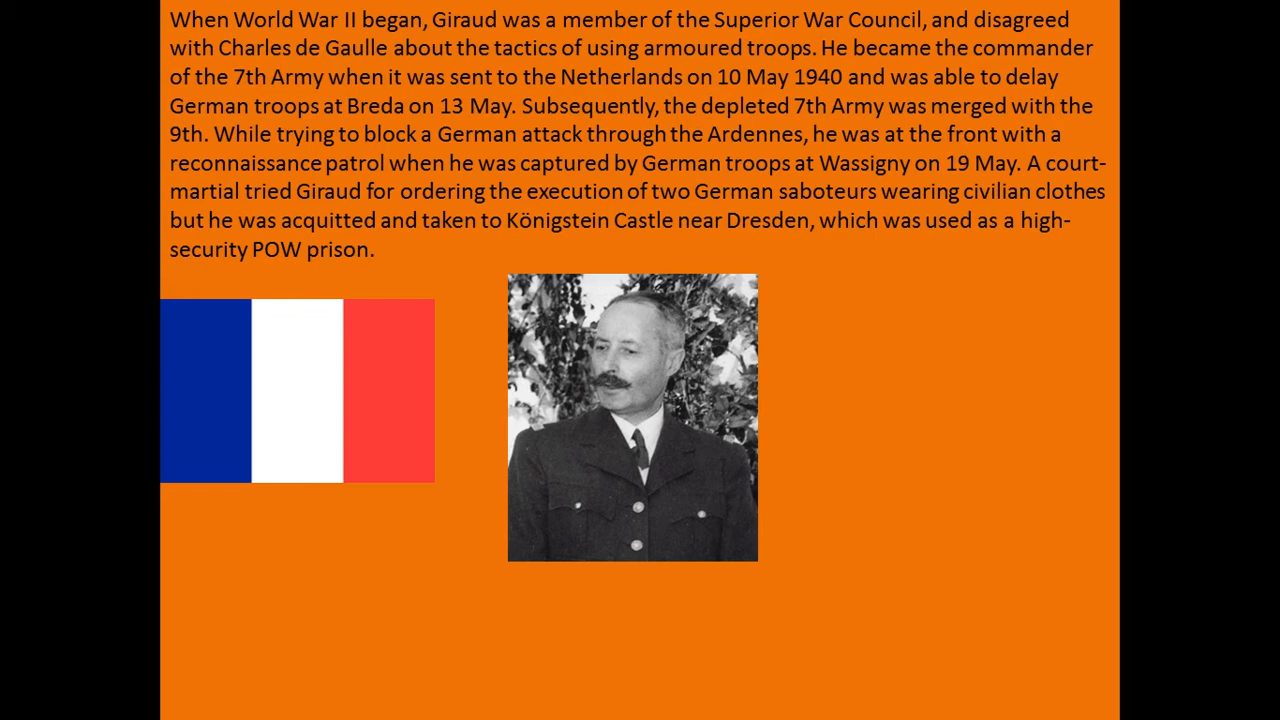 When World War II began, Giraud was a member of the Superior War Council, and disagreed
with Charles de Gaulle about the tactics of using armoured troops. He became the commander
of the 7th Army when it was sent to the Netherlands on 10 May 1940 and was able to delay
German troops at Breda on 13 May. Subsequently, the depleted 7th Army was merged with the
9th. While trying to block a German attack through the Ardennes, he was at the front with a
reconnaissance patrol when he was captured by German troops at Wassigny on 19 May. A court-
martial tried Giraud for ordering the execution of two German saboteurs wearing civilian clothes
but he was acquitted and taken to Königstein Castle near Dresden, which was used as a high-
security POW prison.